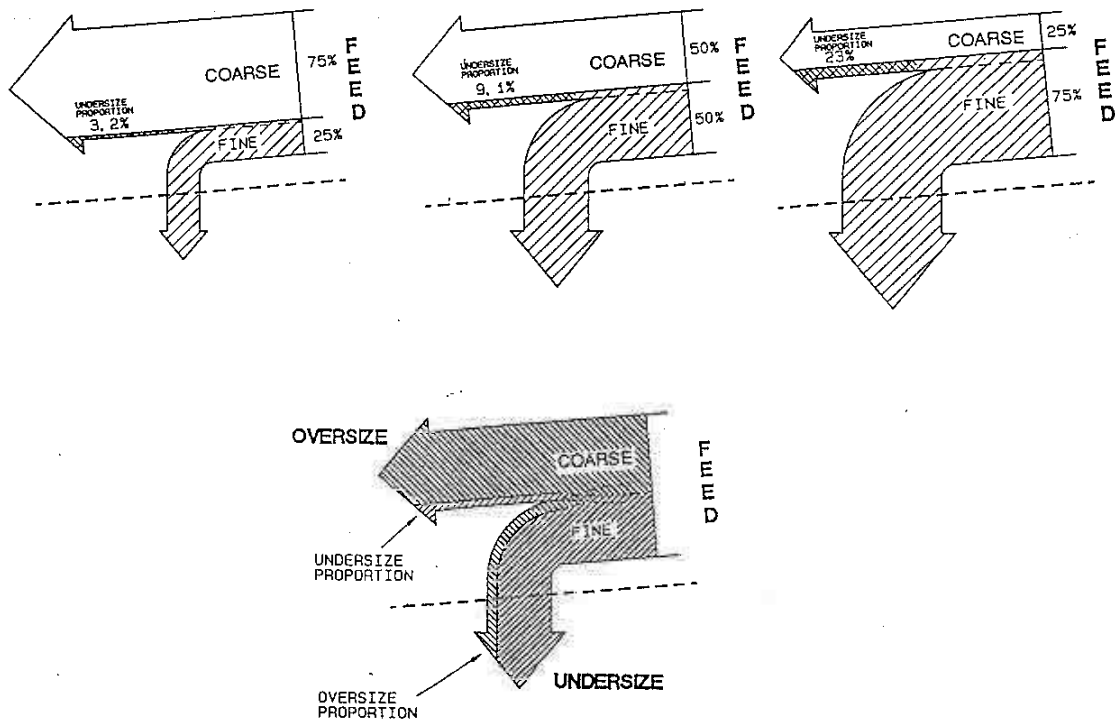 UNDERSIZE
PROPORTION
3.2%
COARSE
FINE
75%
25%
FEED
UNDERSIZE
PROPORTION
9.1%
COARSE
FINE
50%
50%
FEED
UNDERSIZE
PROPORTION
23%
COARSE
FINE
25%
75%
FEED
OVERSIZE
COARSE
FINE
FEED
UNDERSIZE
PROPORTION
OVERSIZE
PROPORTION
UNDERSIZE